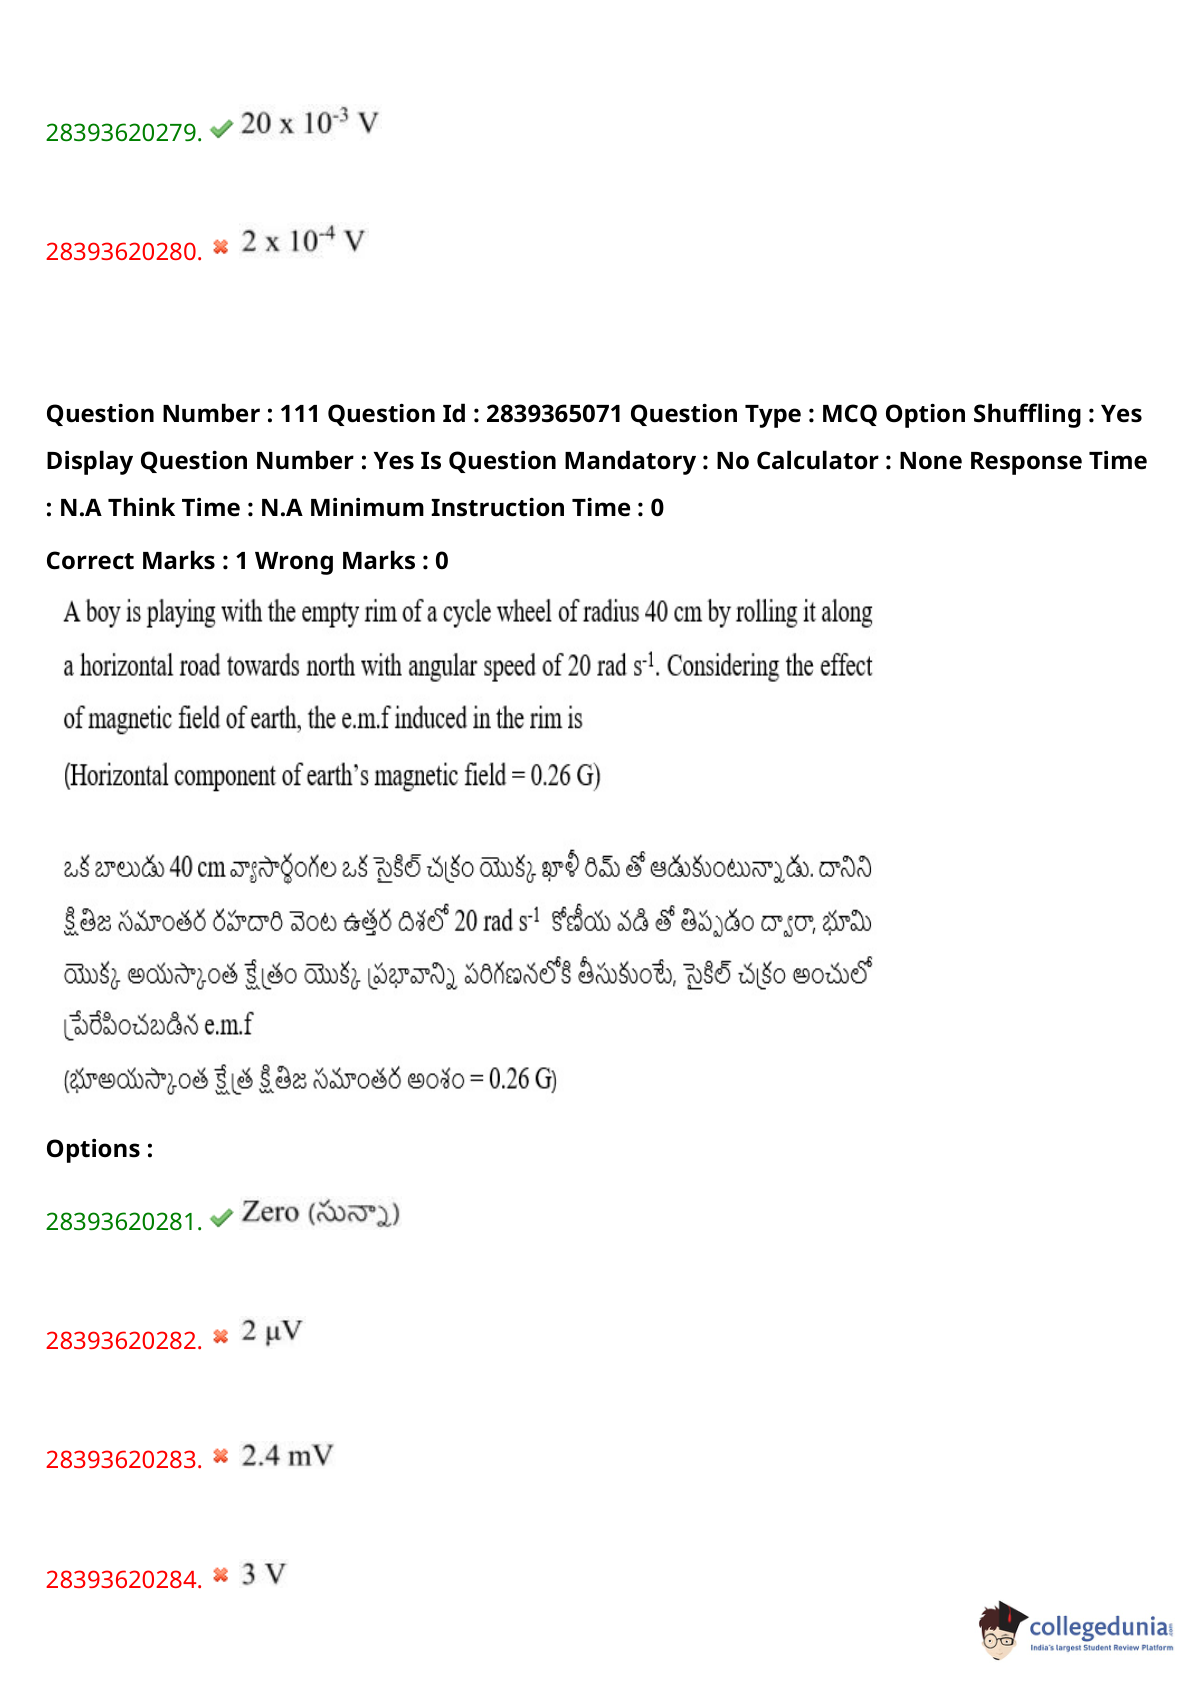 28393620279. 20 x 10-3 V
28393620280. 2 x 10-4 V
Question Number : 111 Question Id : 2839365071 Question Type : MCQ Option Shuffling : Yes
Display Question Number : Yes Is Question Mandatory : No Calculator : None Response Time
: N.A Think Time : N.A Minimum Instruction Time : 0
Correct Marks : 1 Wrong Marks : 0
A boy is playing with the empty rim of a cycle wheel of radius 40 cm by rolling it along
a horizontal road towards north with angular speed of 20 rad s-1. Considering the effect
of magnetic field of earth, the e.m.f induced in the rim is
(Horizontal component of earth’s magnetic field = 0.26 G)
ఒక బాలుడు 40 cm వ్యాసార్థంగల ఒక సైకిల్ చక్రం యొక్క ఖాళీ రిమ్ తో ఆడుకుంటున్నాడు. దానిని
క్షితిజ సమాంతర రహదారి వెంట ఉత్తర దిశలో 20 rad s-1 కోణీయ వడి తో తిప్పడం ద్వారా, భూమి
యొక్క అయస్కాంత క్షేత్రం యొక్క ప్రభావాన్ని పరిగణనలోకి తీసుకుంటే, సైకిల్ చక్రం అంచులో
ప్రేరేపించబడిన e.m.f
(భూఅయస్కాంత క్షేత్ర క్షితిజ సమాంతర అంశం = 0.26 G)
Options :
28393620281. Zero (సున్నా)
28393620282. 2 μV
28393620283. 2.4 mV
28393620284. 3 V
collegedunia
India's largest Student Review Platform